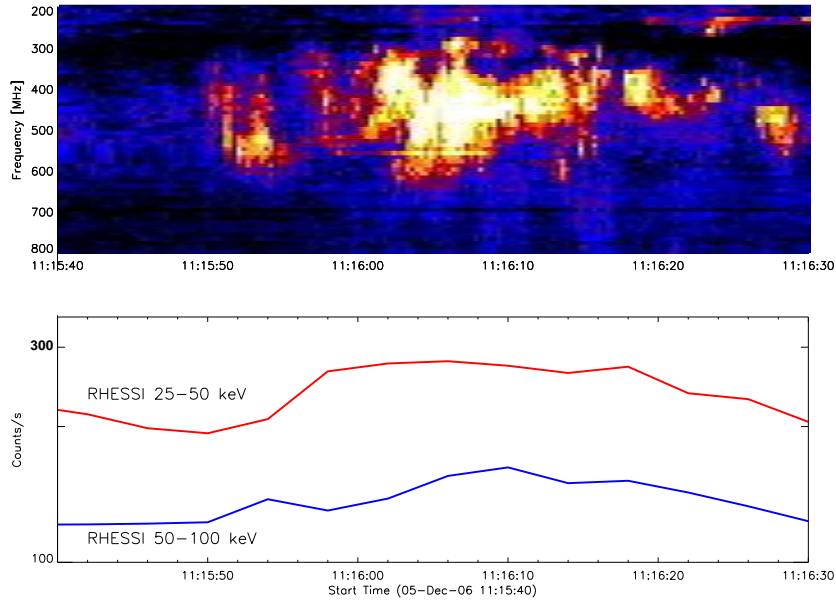 200
300
400
500
600
700
800
Frequency [MHz]
11:15:40 11:15:50 11:16:00 11:16:10 11:16:20 11:16:30
300
100
Counts/s
RHESSI 25-50 keV
RHESSI 50-100 keV
11:15:50 11:16:00 11:16:10 11:16:20 11:16:30
Start Time (05-Dec-06 11:15:40)